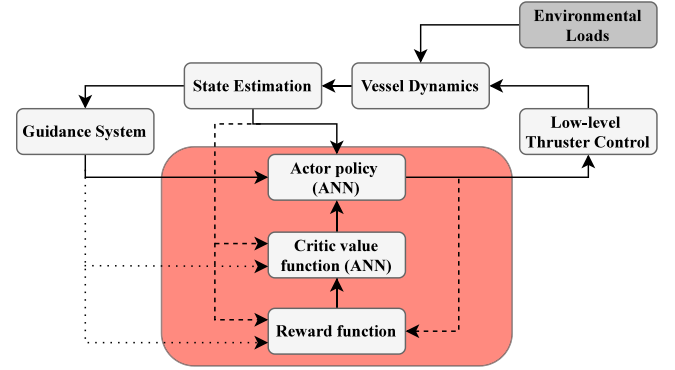 Environmental
Loads
State Estimation
Vessel Dynamics
Guidance System
Low-level
Thruster Control
Actor policy
(ANN)
Critic value
function (ANN)
Reward function